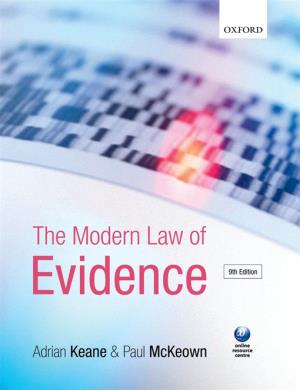 OXFORD
The Modern Law of
Evidence
9th Edition
Adrian Keane & Paul McKeown
online
resource
centre